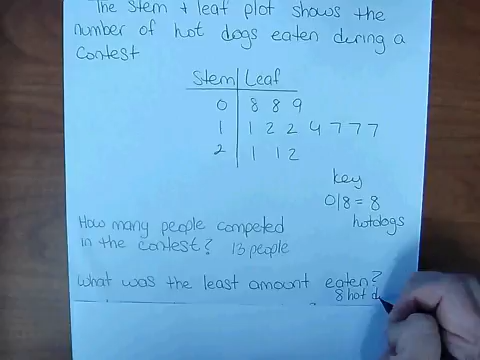 The stem + leaf plot shows the
number of hot dogs eaten during a
contest
Stem Leaf
0 8 8 9
1 1 2 2 4 7 7 7
2 1 1 2
key
0|8 = 8
hotdogs
How many people competed
in the contest? 13 people
What was the least amount eaten?
8 hot d